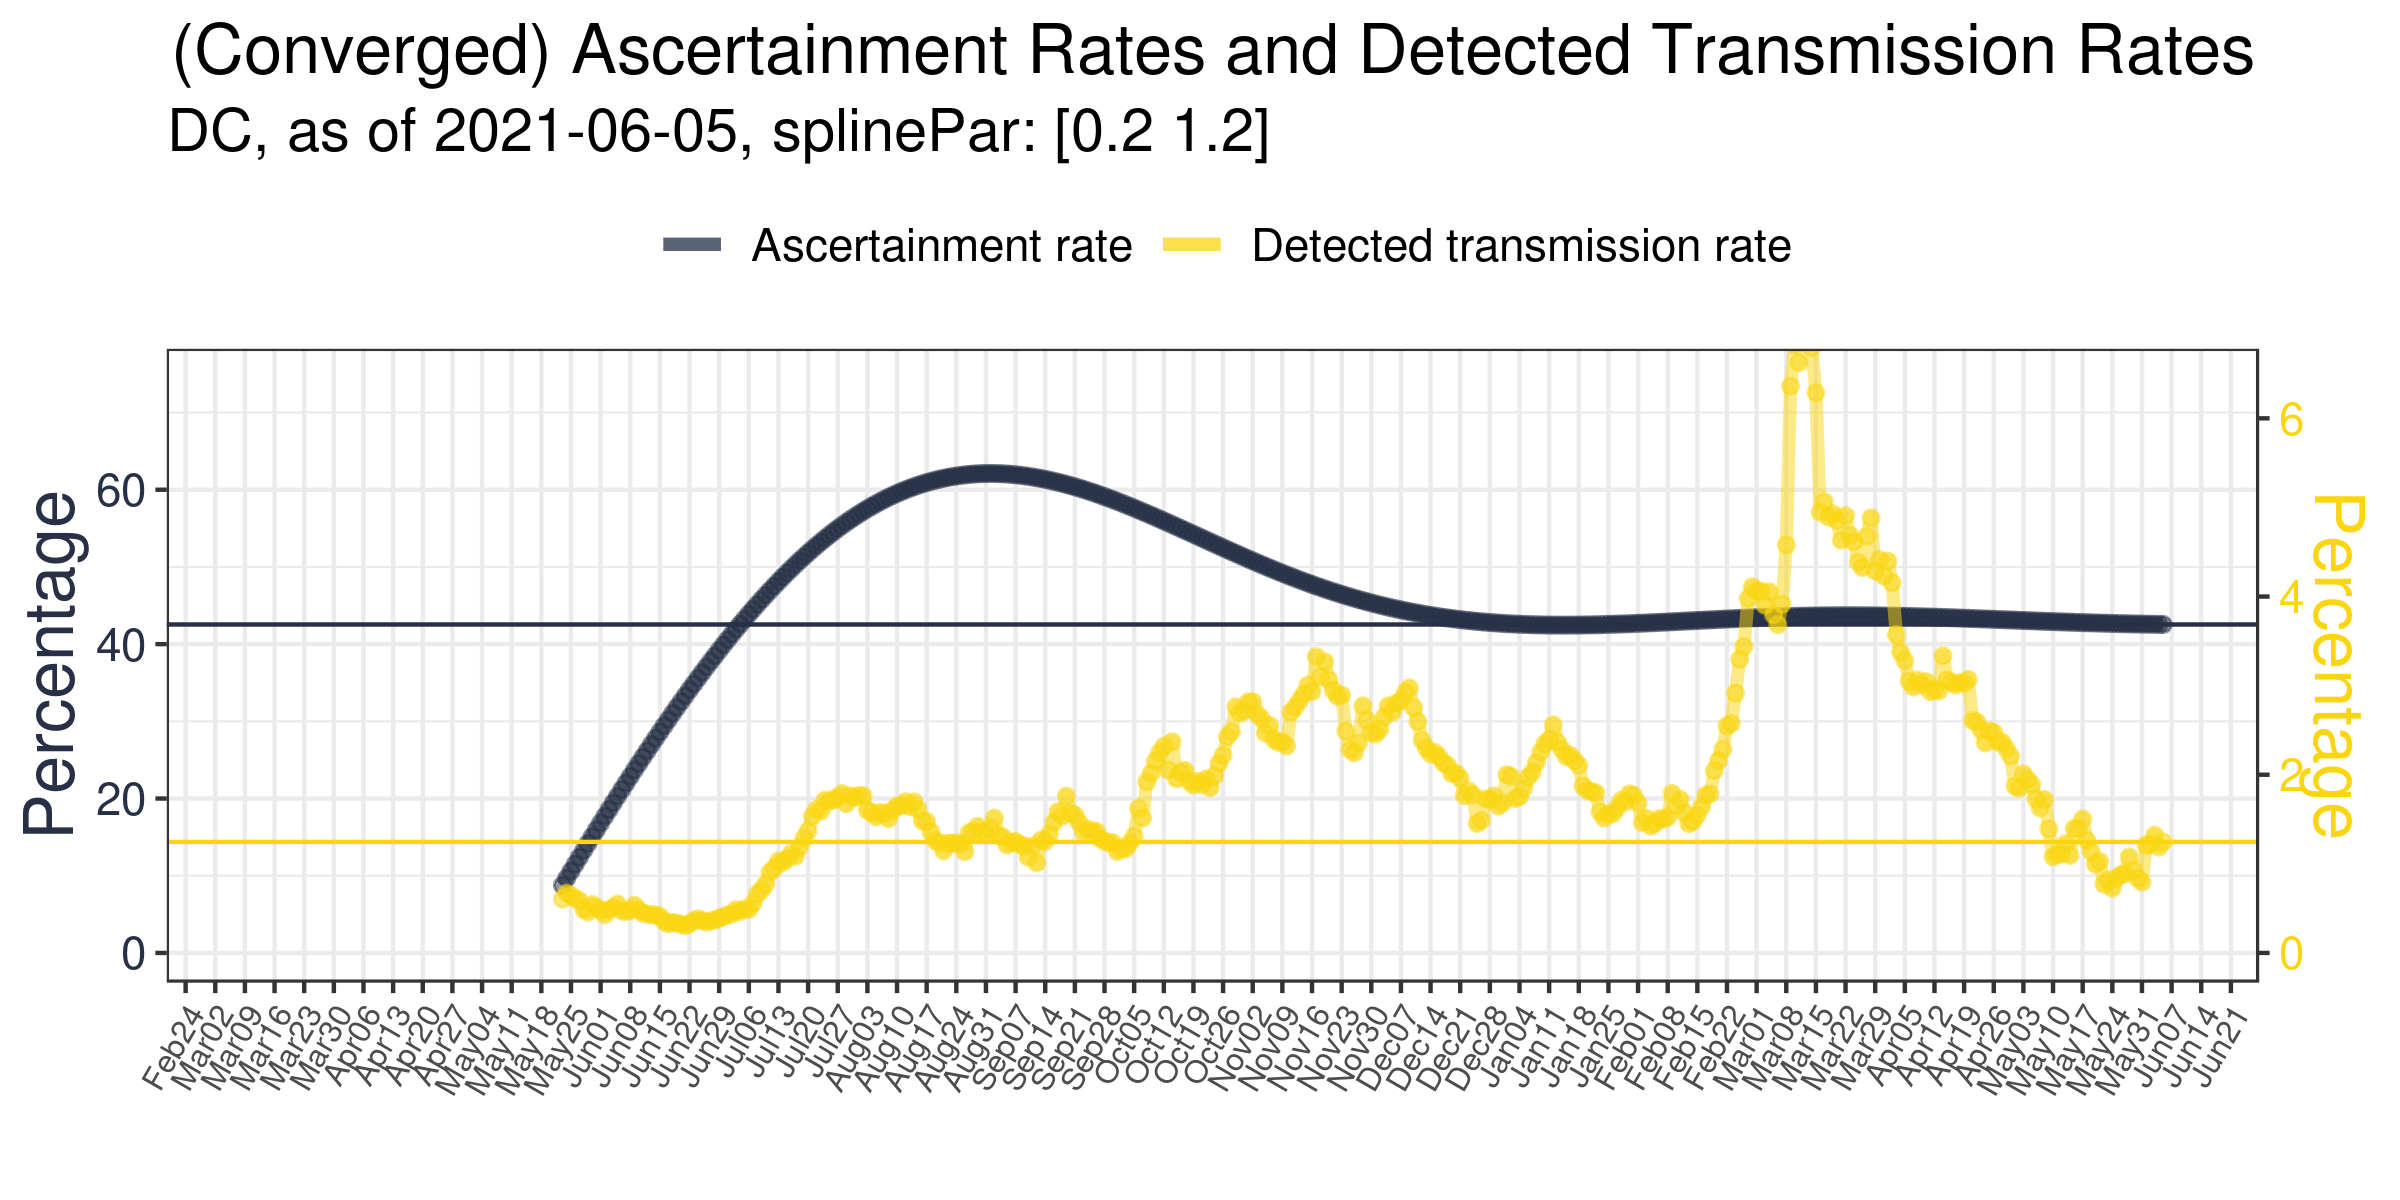 (Converged) Ascertainment Rates and Detected Transmission Rates
DC, as of 2021-06-05, splinePar: [0.2 1.2]
Ascertainment rate
Detected transmission rate
Percentage
60
40
20
0
6
4
2
0
Percentage
Feb24
Mar02
Mar09
Mar16
Mar23
Mar30
Apr06
Apr13
Apr20
Apr27
May04
May11
May18
May25
Jun01
Jun08
Jun15
Jun22
Jun29
Jul06
Jul13
Jul20
Jul27
Aug03
Aug10
Aug17
Aug24
Aug31
Sep07
Sep14
Sep21
Sep28
Oct05
Oct12
Oct19
Oct26
Nov02
Nov09
Nov16
Nov23
Nov30
Dec07
Dec14
Dec21
Dec28
Jan04
Jan11
Jan18
Jan25
Feb01
Feb08
Feb15
Feb22
Mar01
Mar08
Mar15
Mar22
Mar29
Apr05
Apr12
Apr19
Apr26
May03
May10
May17
May24
May31
Jun07
Jun14
Jun21